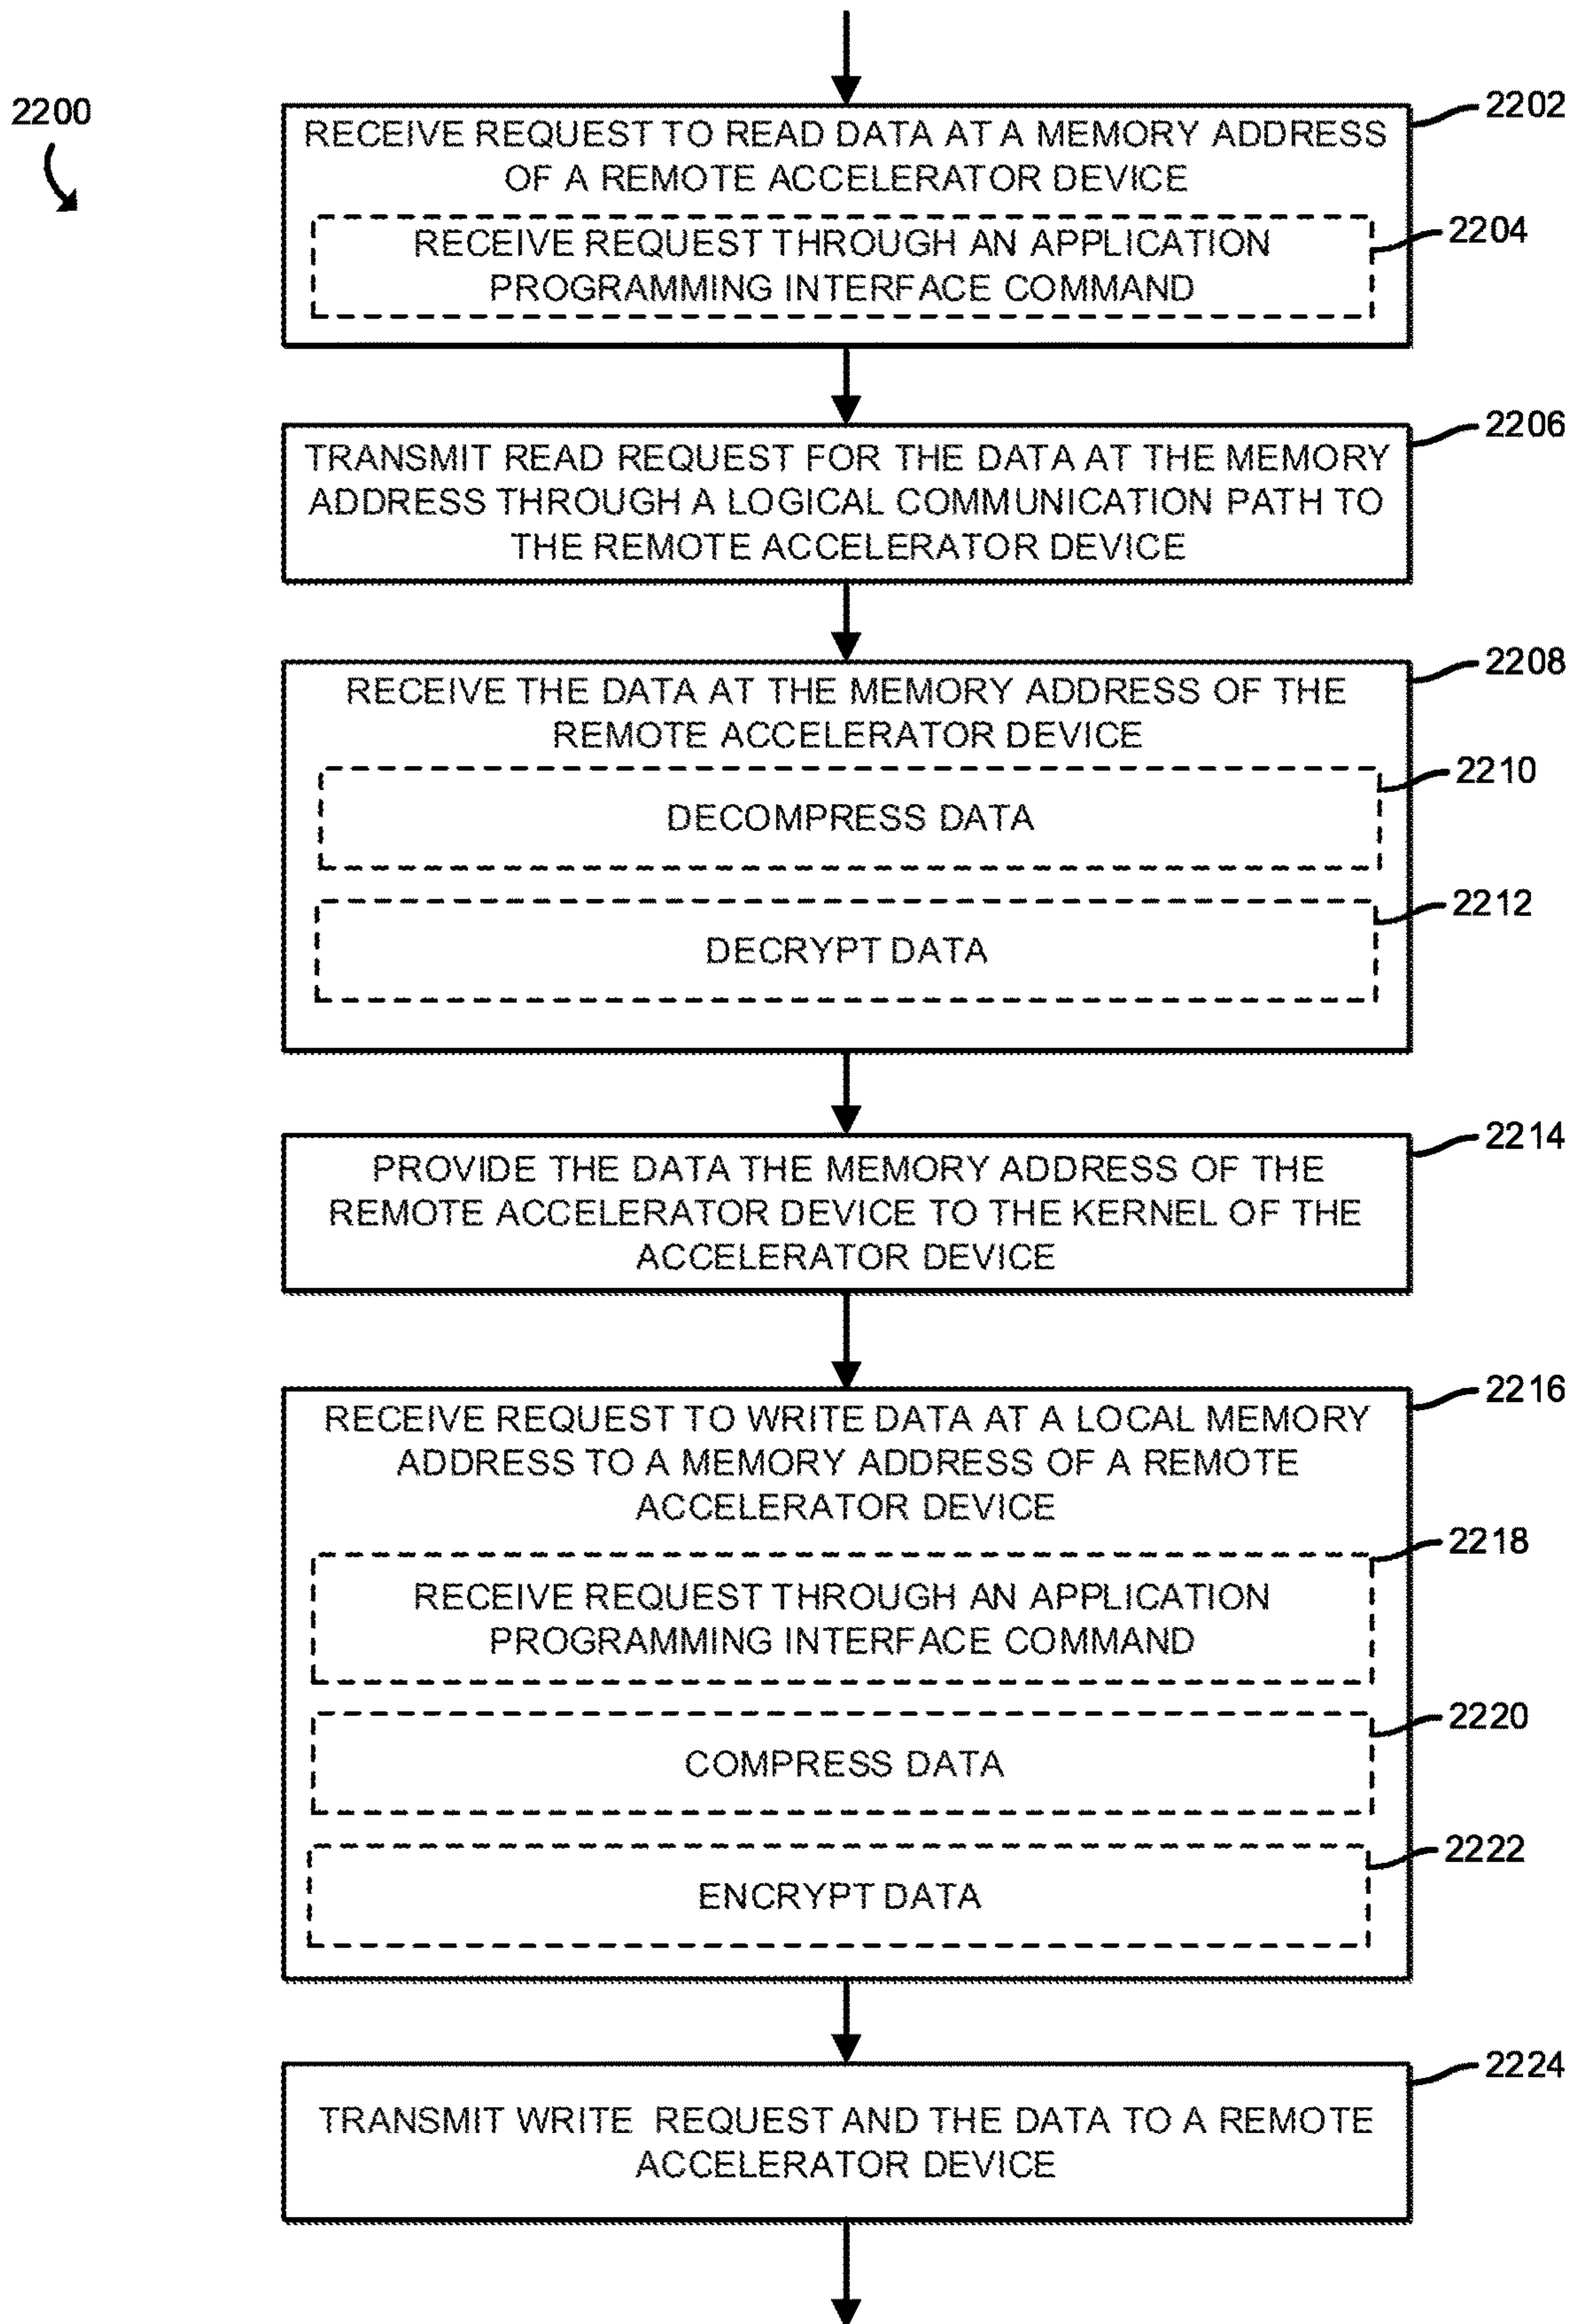 2200
2202
RECEIVE REQUEST TO READ DATA AT A MEMORY ADDRESS
OF A REMOTE ACCELERATOR DEVICE
2204
RECEIVE REQUEST THROUGH AN APPLICATION
PROGRAMMING INTERFACE COMMAND
2206
TRANSMIT READ REQUEST FOR THE DATA AT THE MEMORY
ADDRESS THROUGH A LOGICAL COMMUNICATION PATH TO
THE REMOTE ACCELERATOR DEVICE
2208
RECEIVE THE DATA AT THE MEMORY ADDRESS OF THE
REMOTE ACCELERATOR DEVICE
2210
DECOMPRESS DATA
2212
DECRYPT DATA
2214
PROVIDE THE DATA THE MEMORY ADDRESS OF THE
REMOTE ACCELERATOR DEVICE TO THE KERNEL OF THE
ACCELERATOR DEVICE
2216
RECEIVE REQUEST TO WRITE DATA AT A LOCAL MEMORY
ADDRESS TO A MEMORY ADDRESS OF A REMOTE
ACCELERATOR DEVICE
2218
RECEIVE REQUEST THROUGH AN APPLICATION
PROGRAMMING INTERFACE COMMAND
2220
COMPRESS DATA
2222
ENCRYPT DATA
2224
TRANSMIT WRITE REQUEST AND THE DATA TO A REMOTE
ACCELERATOR DEVICE